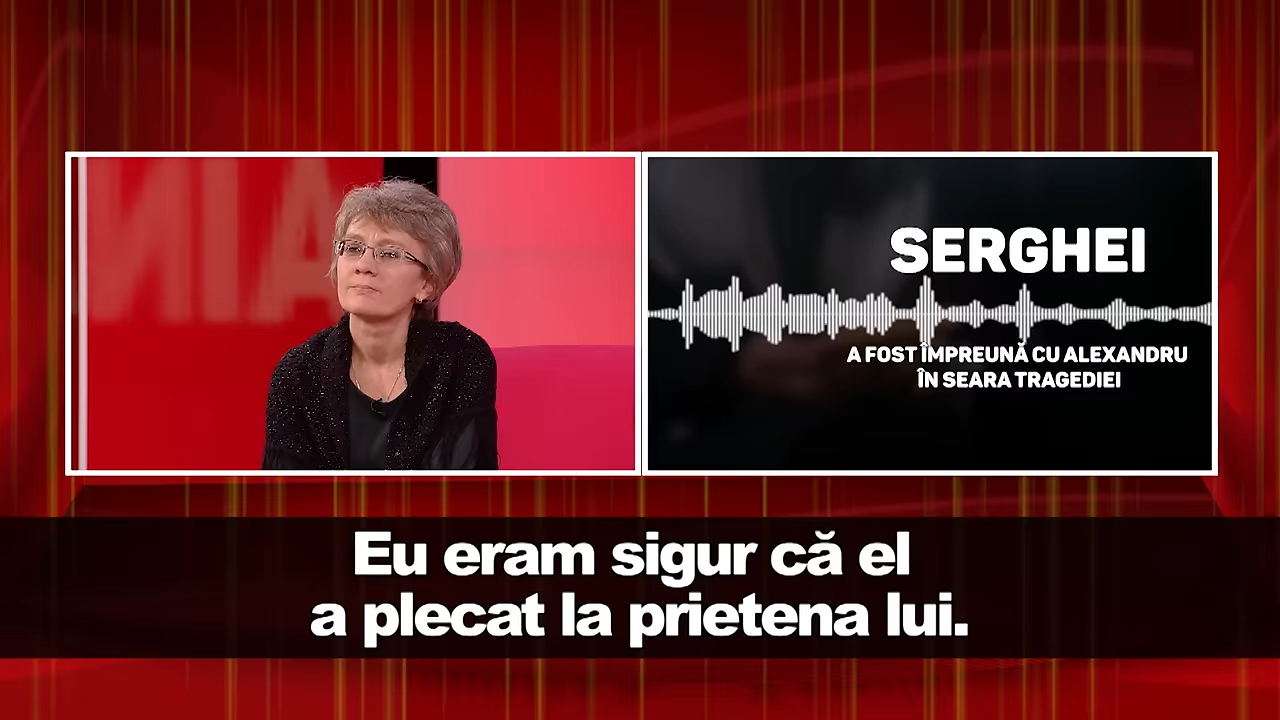 SERGHEI
A FOST ÎMPREUNĂ CU ALEXANDRU
ÎN SEARA TRAGEDIEI
Eu eram sigur că el
a plecat la prietena lui.